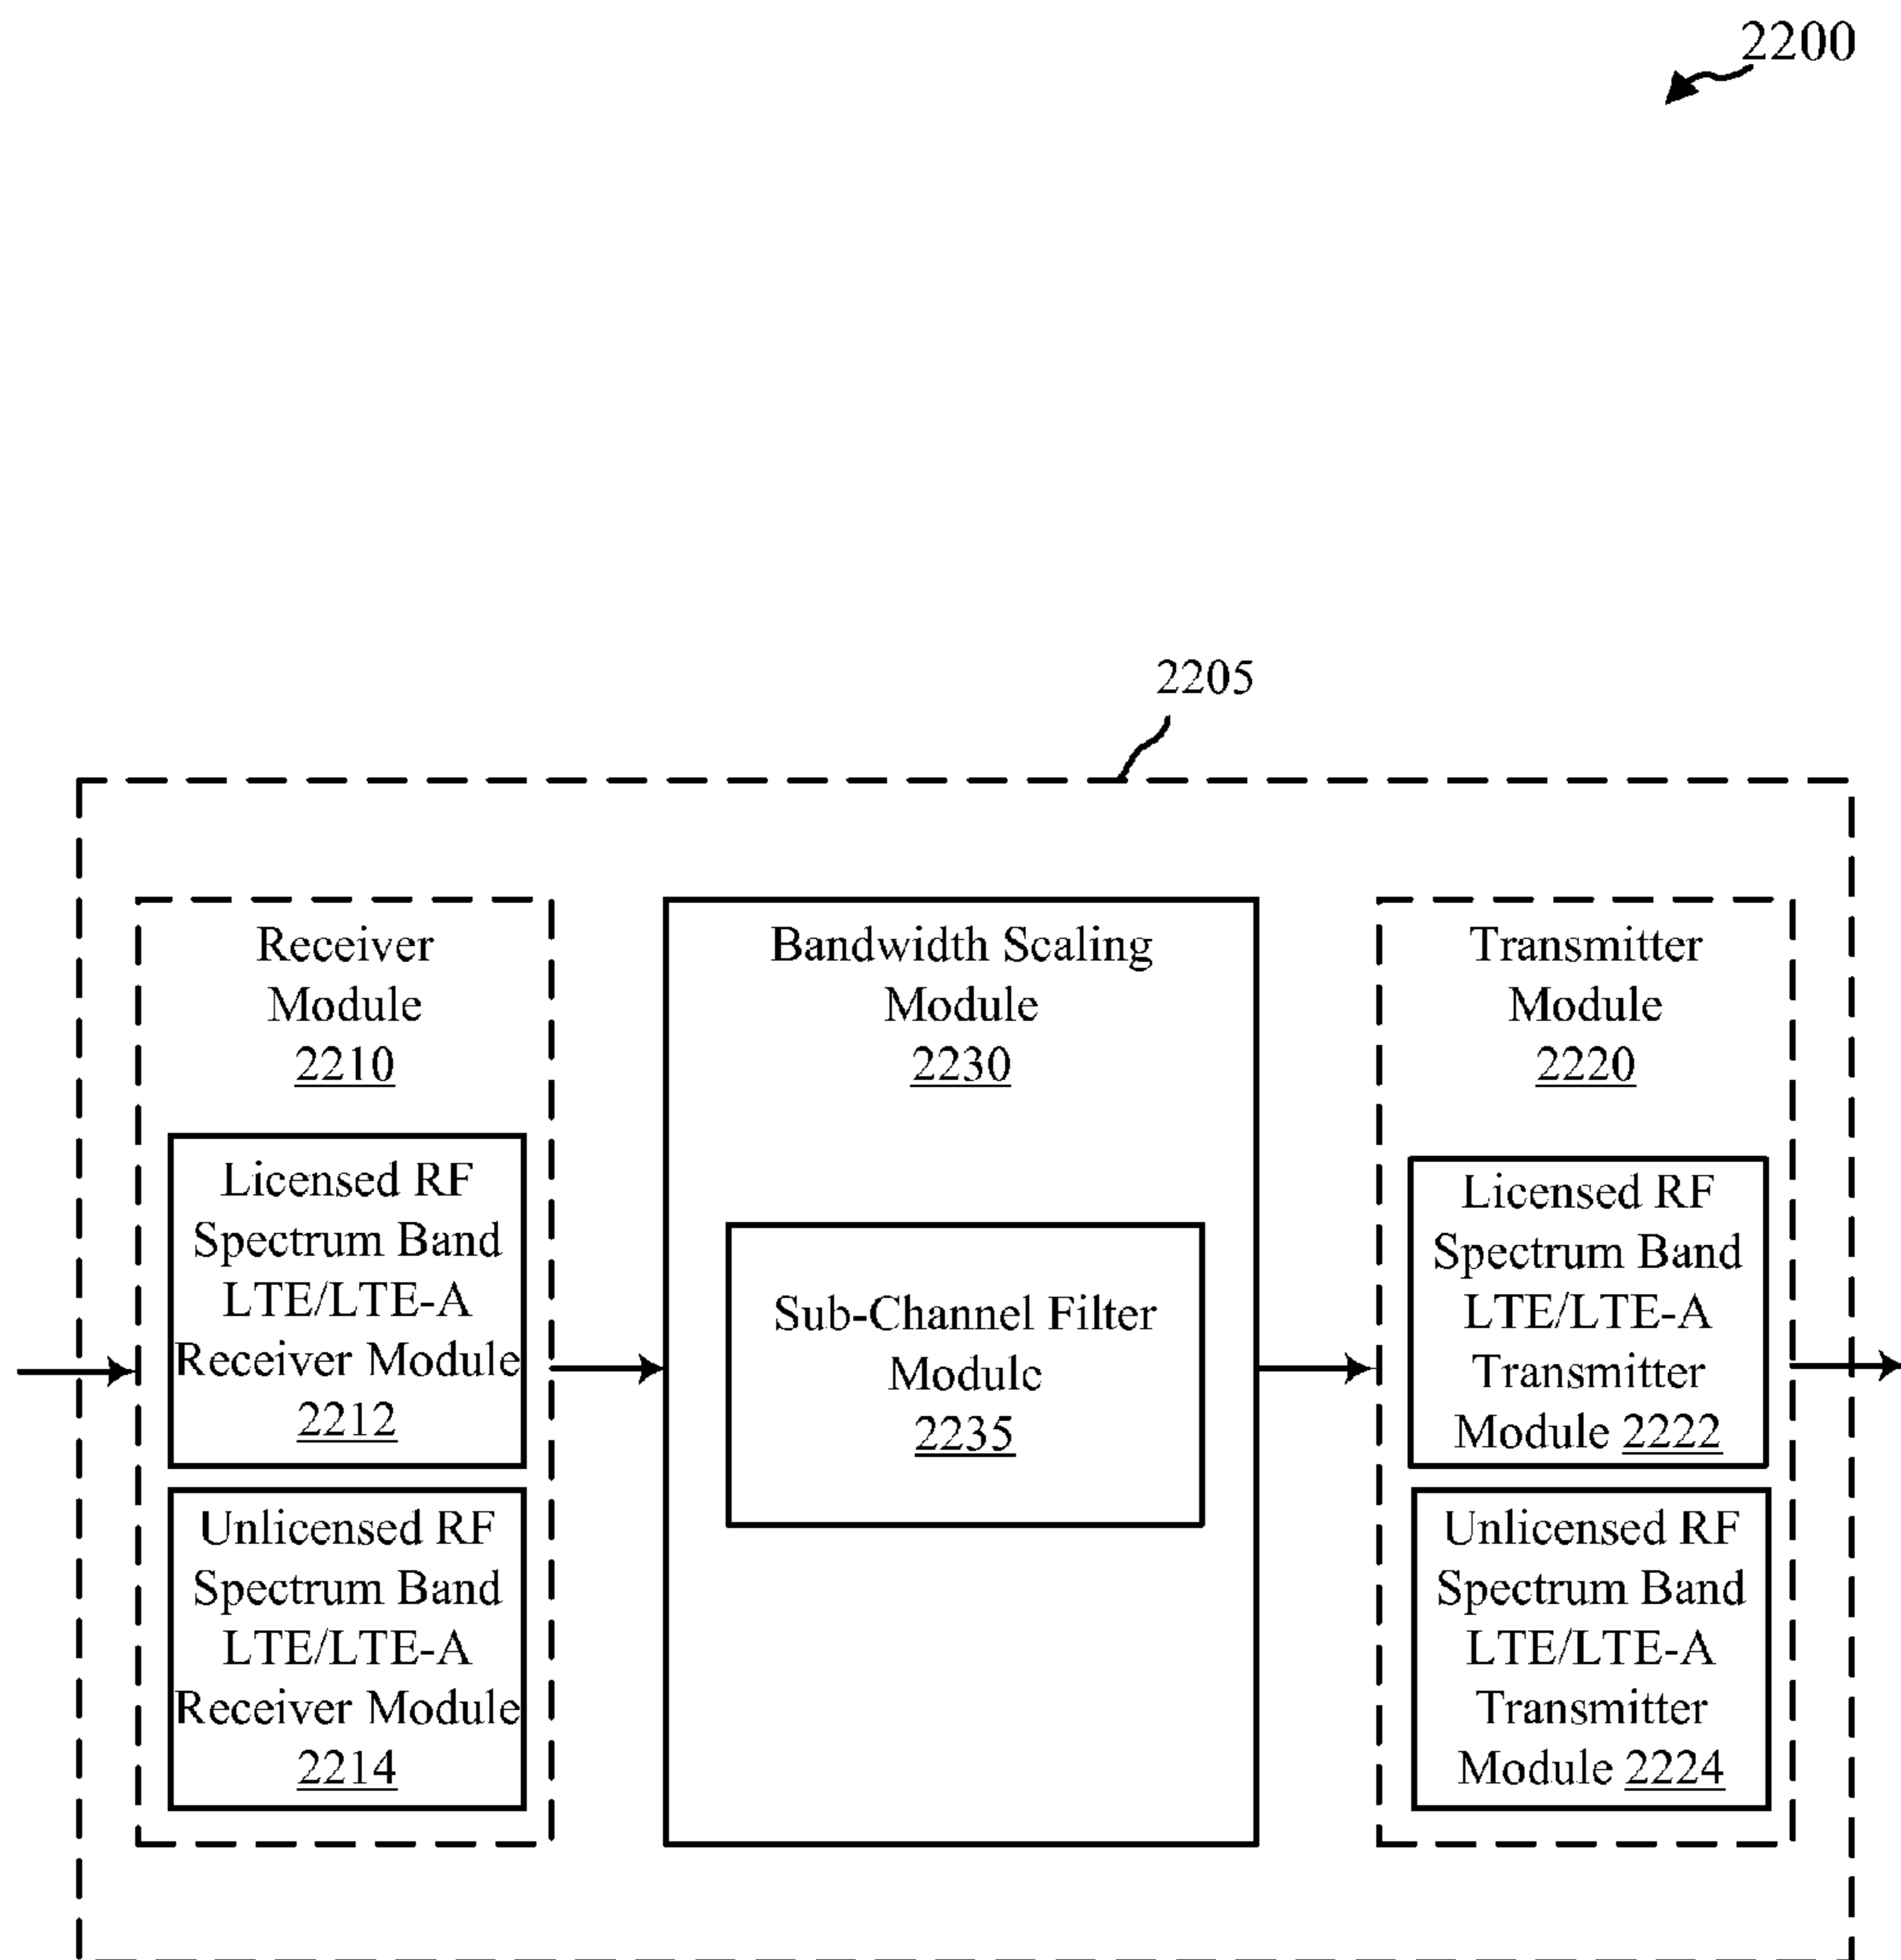 2200
2205
Receiver
Module
2210
Licensed RF
Spectrum Band
LTE/LTE-A
Receiver Module
2212
Unlicensed RF
Spectrum Band
LTE/LTE-A
Receiver Module
2214
Bandwidth Scaling
Module
2230
Sub-Channel Filter
Module
2235
Transmitter
Module
2220
Licensed RF
Spectrum Band
LTE/LTE-A
Transmitter
Module 2222
Unlicensed RF
Spectrum Band
LTE/LTE-A
Transmitter
Module 2224